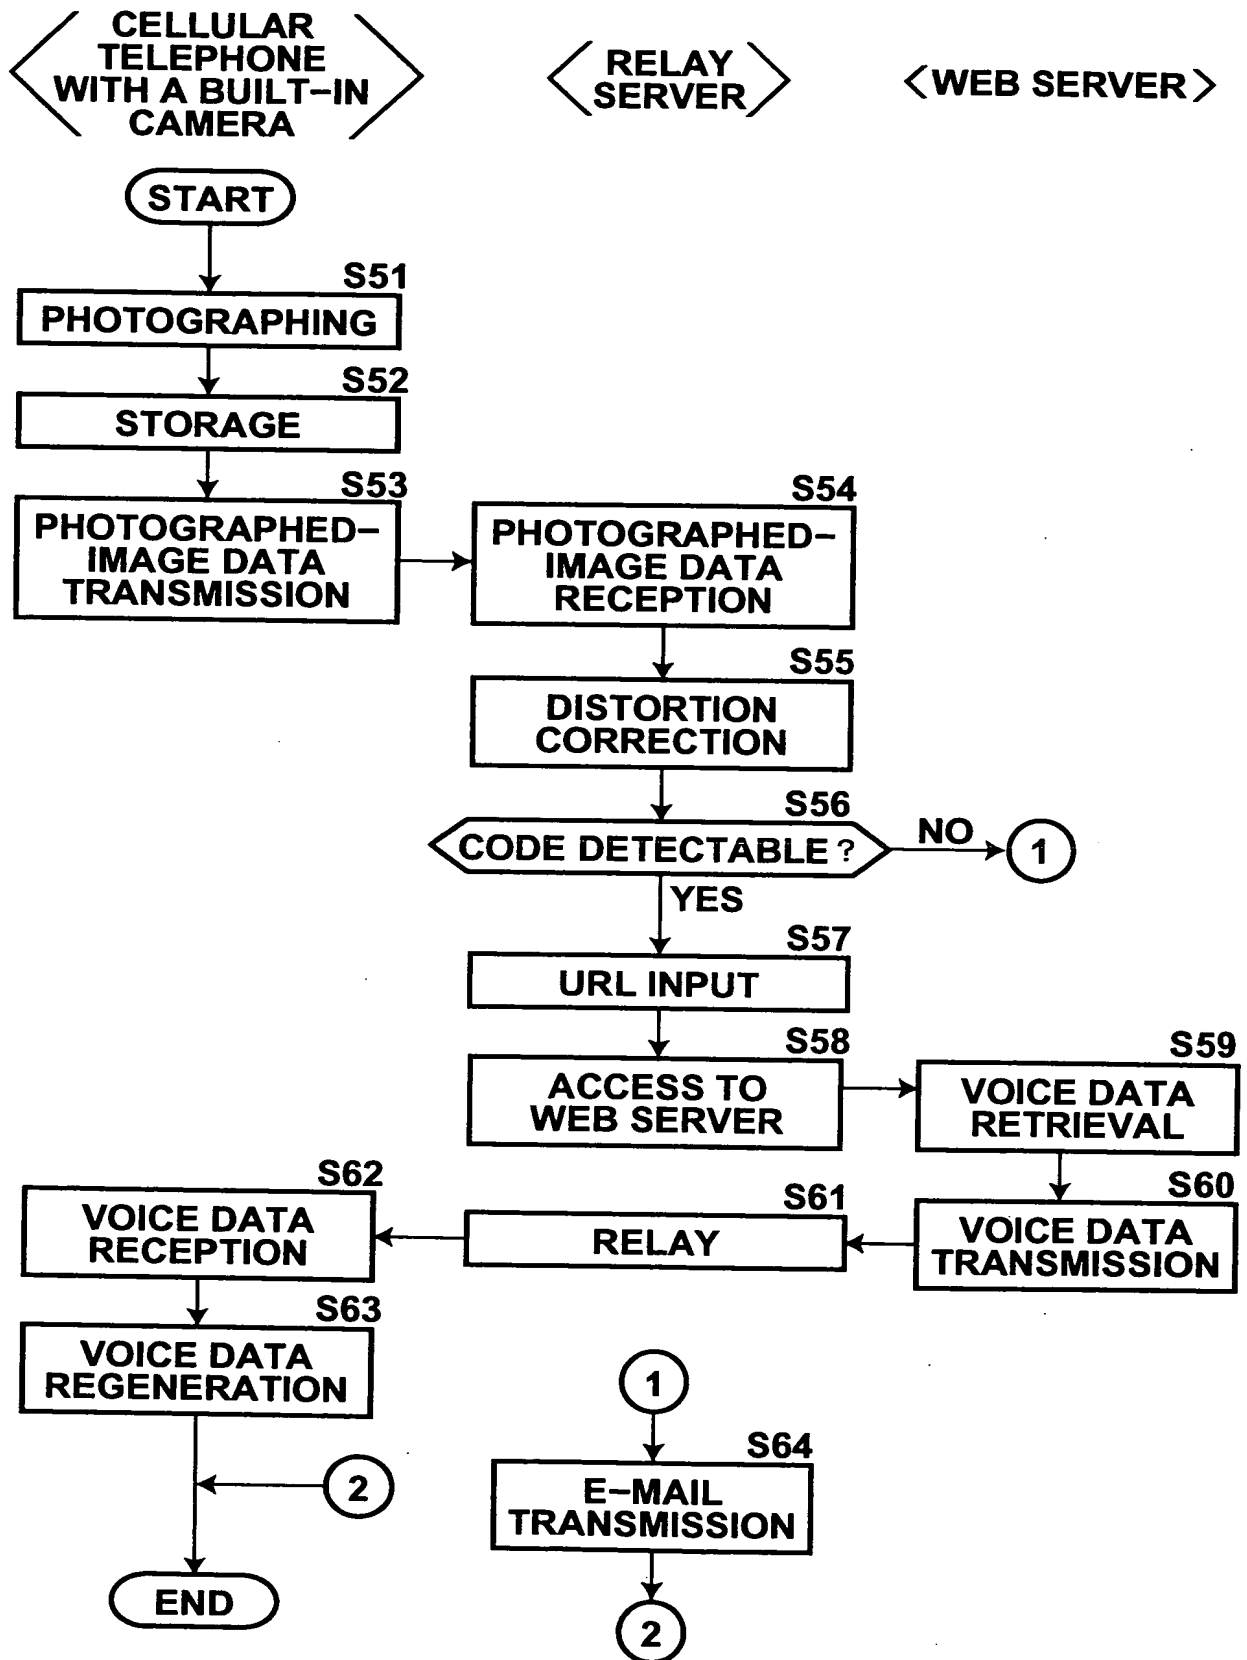 CELLULAR
TELEPHONE
WITH A BUILT-IN
CAMERA
RELAY
SERVER
WEB SERVER
START
S51
PHOTOGRAPHING
S52
STORAGE
S53
PHOTOGRAPHED-
IMAGE DATA
TRANSMISSION
S54
PHOTOGRAPHED-
IMAGE DATA
RECEPTION
S55
DISTORTION
CORRECTION
S56
CODE DETECTABLE ?
NO
1
YES
S57
URL INPUT
S58
ACCESS TO
WEB SERVER
S59
VOICE DATA
RETRIEVAL
S60
VOICE DATA
TRANSMISSION
S61
RELAY
S62
VOICE DATA
RECEPTION
S63
VOICE DATA
REGENERATION
2
END
1
S64
E-MAIL
TRANSMISSION
2